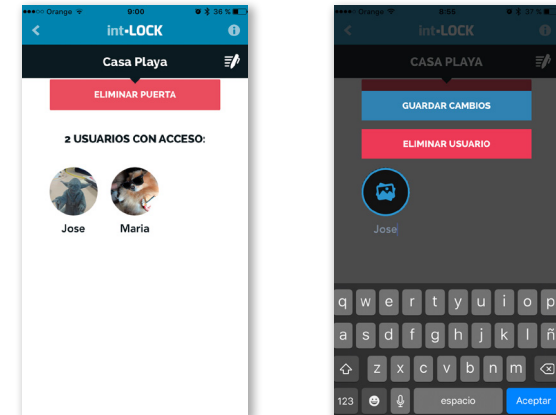 Orange 9:00 36 %
int-LOCK
Casa Playa
ELIMINAR PUERTA
2 USUARIOS CON ACCESO:
Jose Maria
Orange 8:55 37 %
int-LOCK
CASA PLAYA
GUARDAR CAMBIOS
ELIMINAR USUARIO
Jose
q w e r t y u i o p
a s d f g h j k l ñ
z x c v b n m
123 espacio Aceptar